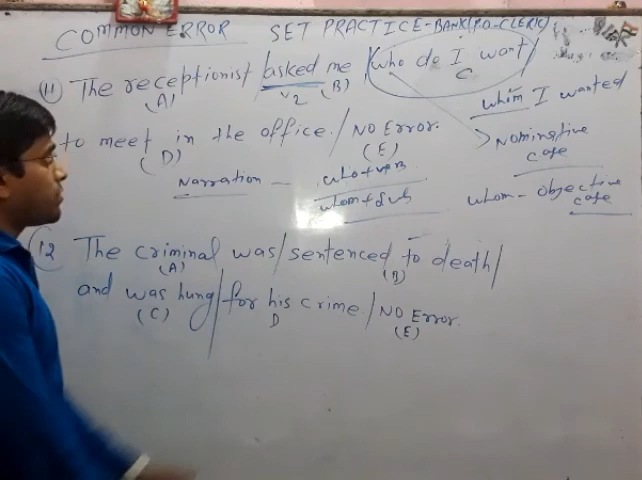 COMMON ERROR SET PRACTICE-BANK (P.O-CLERK)
11 The receptionist / asked me / who do I want /
(A) V2 (B) C
whom I wanted
to meet in the office. / NO Error.
(D) (E)
Nominative
case
Narration — who + verb
whom + sub
whom - objective
case
12 The criminal was / sentenced to death /
(A) (B)
and was hung / for his crime. / NO Error.
(C) D (E)